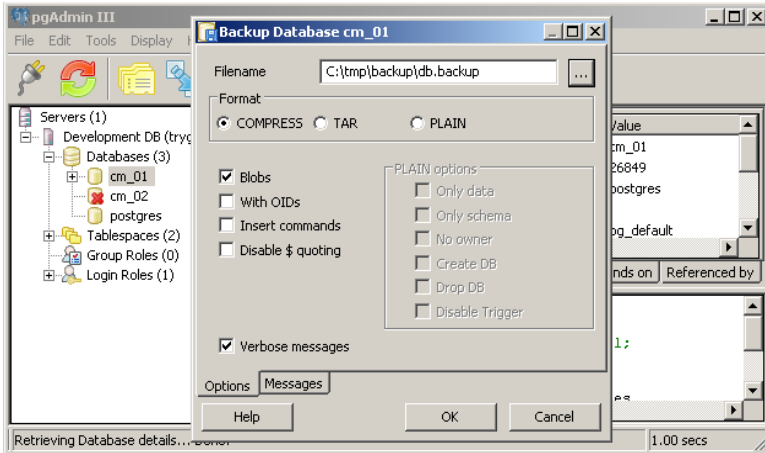 pgAdmin III
File Edit Tools Display
Backup Database cm_01
Filename C:\tmp\backup\db.backup ...
Format
COMPRESS TAR PLAIN
Blobs
With OIDs
Insert commands
Disable $ quoting
PLAIN options
Only data
Only schema
No owner
Create DB
Drop DB
Disable Trigger
Verbose messages
Options Messages
Help OK Cancel
Servers (1)
Development DB (tryg
Databases (3)
cm_01
cm_02
postgres
Tablespaces (2)
Group Roles (0)
Login Roles (1)
Value
cm_01
26849
postgres
pg_default
nds on Referenced by
1;
Retrieving Database details... Done.
1.00 secs